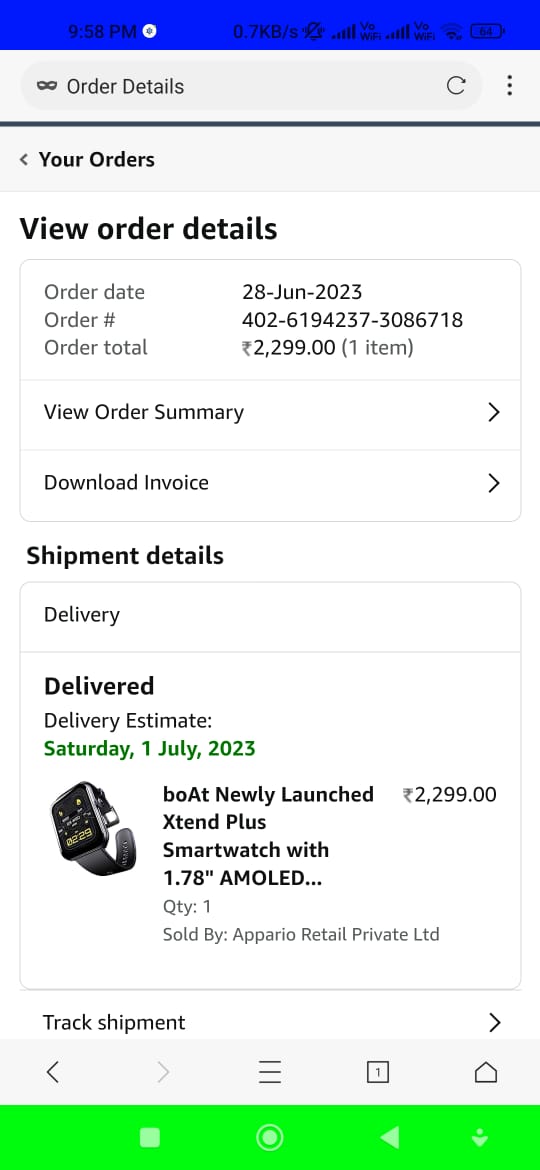 9:58 PM 0.7KB/s Vo WiFi Vo WiFi 64
Order Details
Your Orders
View order details
Order date 28-Jun-2023
Order # 402-6194237-3086718
Order total ₹2,299.00 (1 item)
View Order Summary
Download Invoice
Shipment details
Delivery
Delivered
Delivery Estimate:
Saturday, 1 July, 2023
boAt Newly Launched ₹2,299.00
Xtend Plus
Smartwatch with
1.78" AMOLED...
Qty: 1
Sold By: Appario Retail Private Ltd
02:29
Track shipment
1